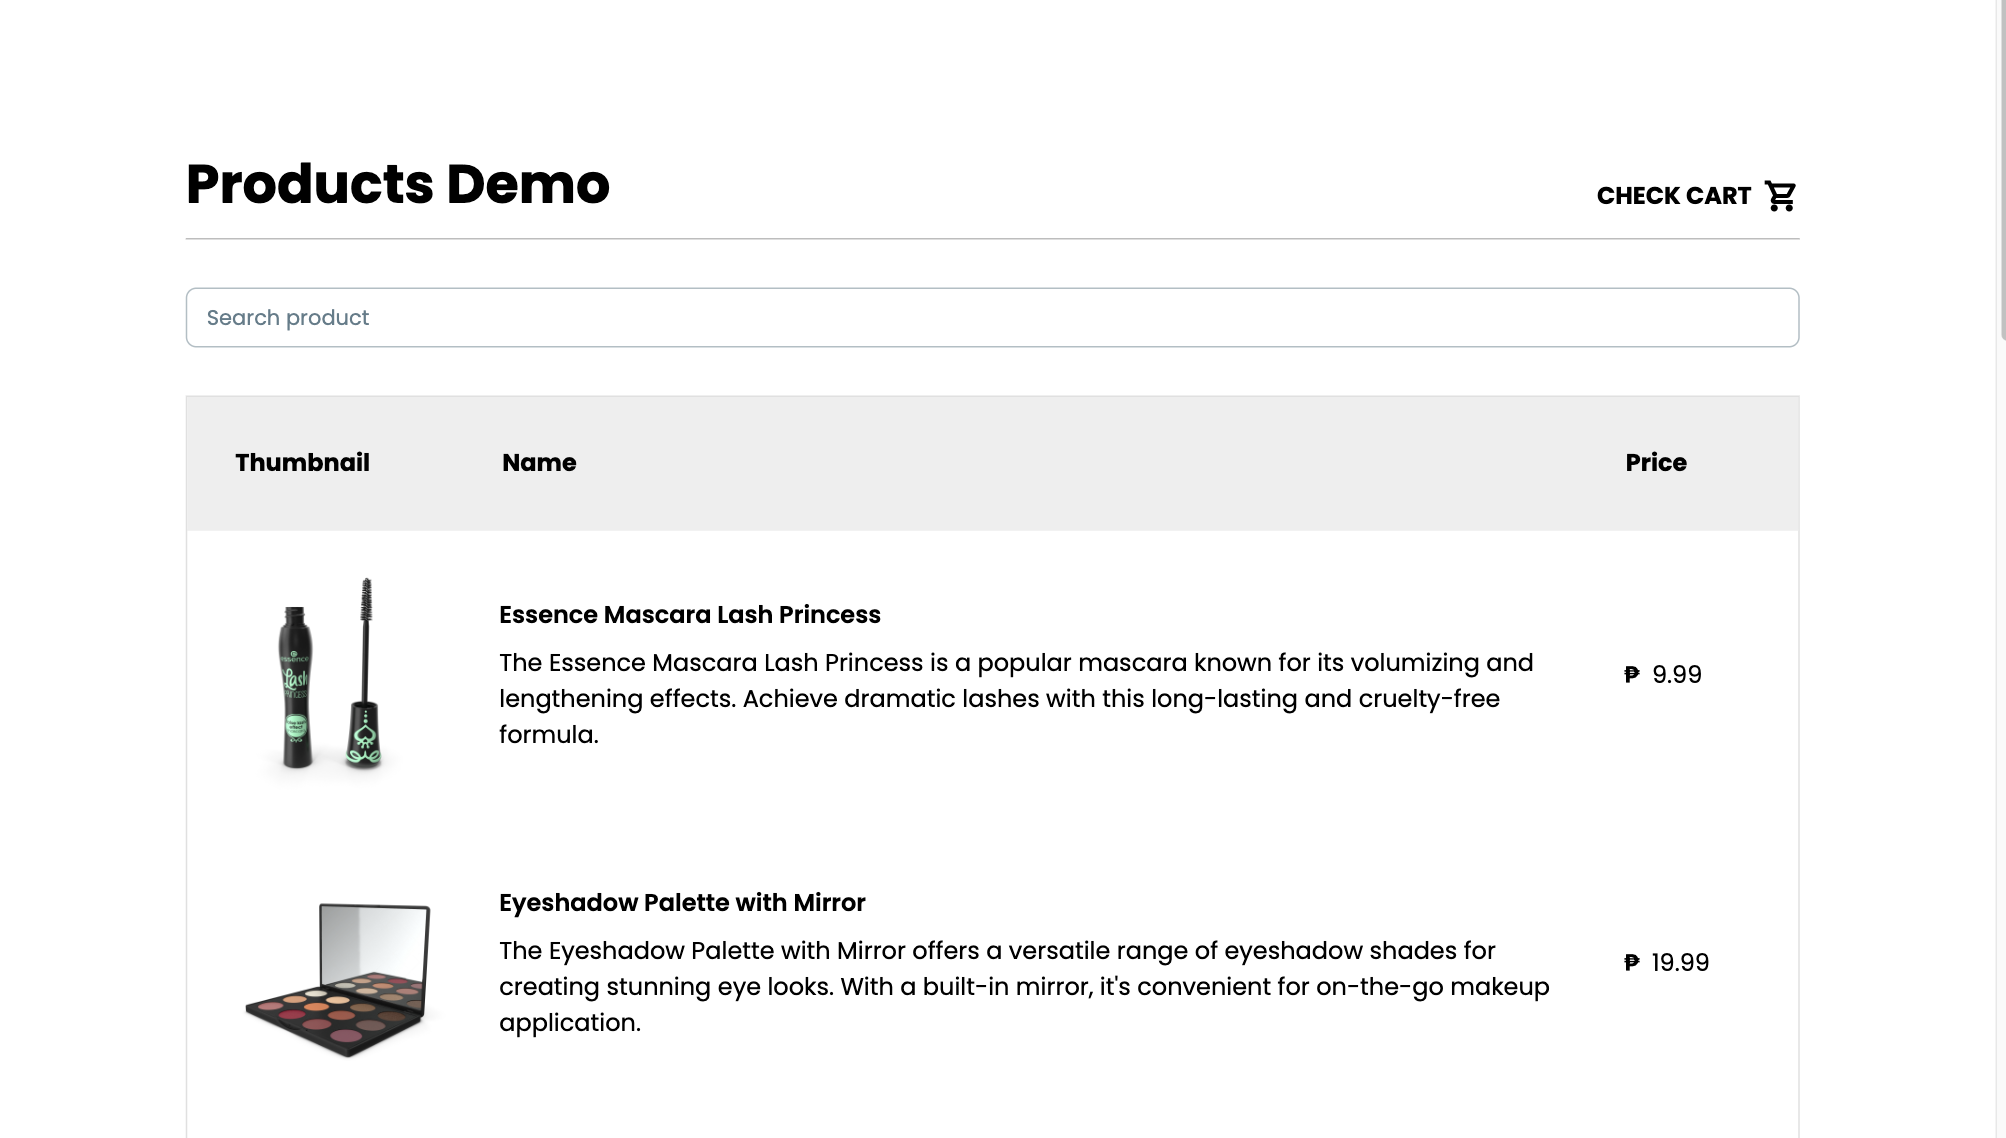 Products Demo
CHECK CART
Search product
Thumbnail Name Price
essence
Lash
PRINCESS
Essence Mascara Lash Princess
The Essence Mascara Lash Princess is a popular mascara known for its volumizing and
lengthening effects. Achieve dramatic lashes with this long-lasting and cruelty-free
formula.
₱ 9.99
Eyeshadow Palette with Mirror
The Eyeshadow Palette with Mirror offers a versatile range of eyeshadow shades for
creating stunning eye looks. With a built-in mirror, it's convenient for on-the-go makeup
application.
₱ 19.99